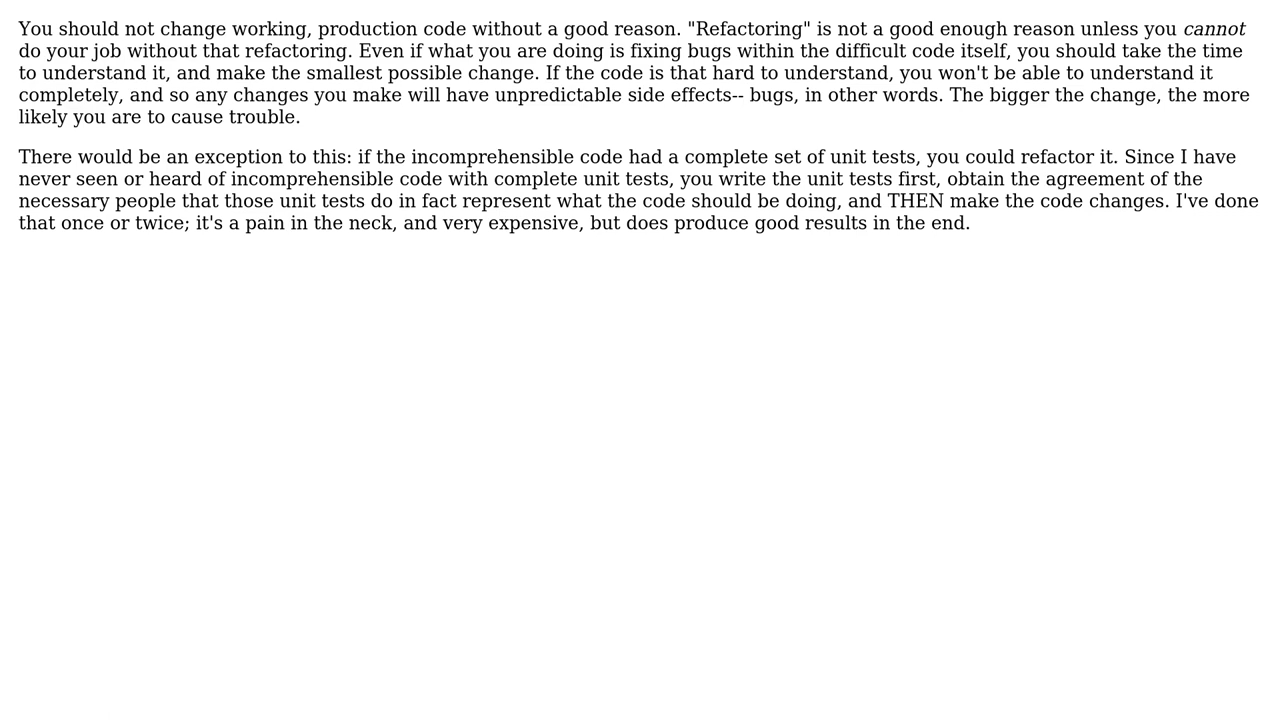 You should not change working, production code without a good reason. "Refactoring" is not a good enough reason unless you cannot
do your job without that refactoring. Even if what you are doing is fixing bugs within the difficult code itself, you should take the time
to understand it, and make the smallest possible change. If the code is that hard to understand, you won't be able to understand it
completely, and so any changes you make will have unpredictable side effects-- bugs, in other words. The bigger the change, the more
likely you are to cause trouble.
There would be an exception to this: if the incomprehensible code had a complete set of unit tests, you could refactor it. Since I have
never seen or heard of incomprehensible code with complete unit tests, you write the unit tests first, obtain the agreement of the
necessary people that those unit tests do in fact represent what the code should be doing, and THEN make the code changes. I've done
that once or twice; it's a pain in the neck, and very expensive, but does produce good results in the end.